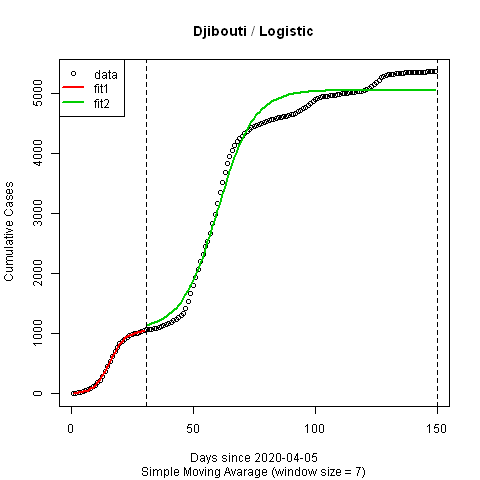 Djibouti / Logistic
data
fit1
fit2
Cumulative Cases
0
1000
2000
3000
4000
5000
0
50
100
150
Days since 2020-04-05
Simple Moving Avarage (window size = 7)